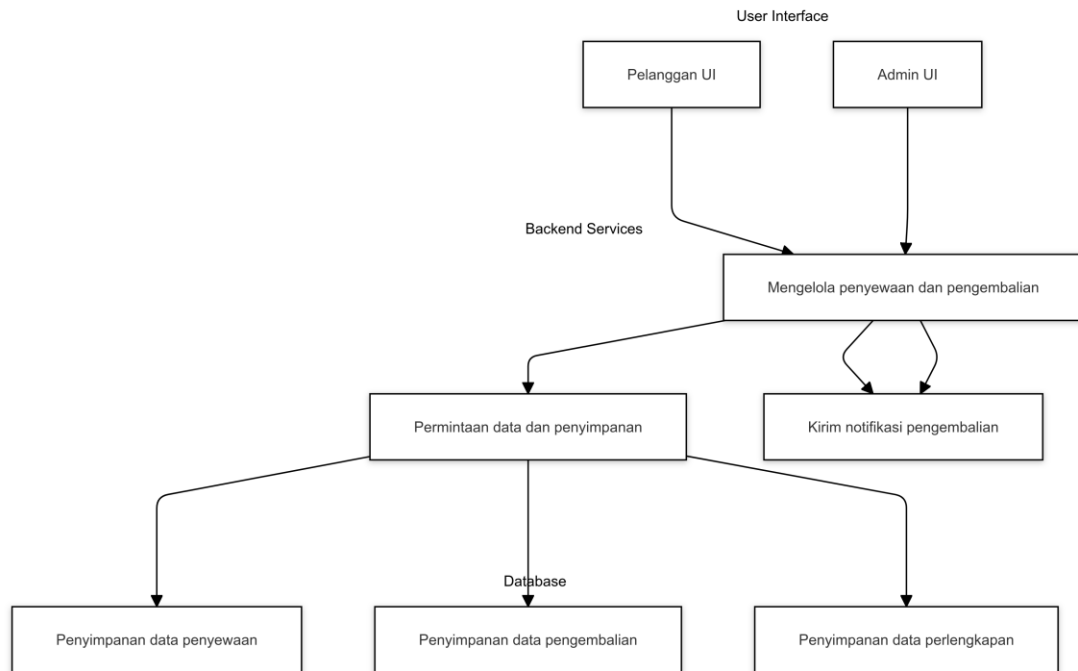 User Interface
Pelanggan UI
Admin UI
Backend Services
Mengelola penyewaan dan pengembalian
Permintaan data dan penyimpanan
Kirim notifikasi pengembalian
Database
Penyimpanan data penyewaan
Penyimpanan data pengembalian
Penyimpanan data perlengkapan